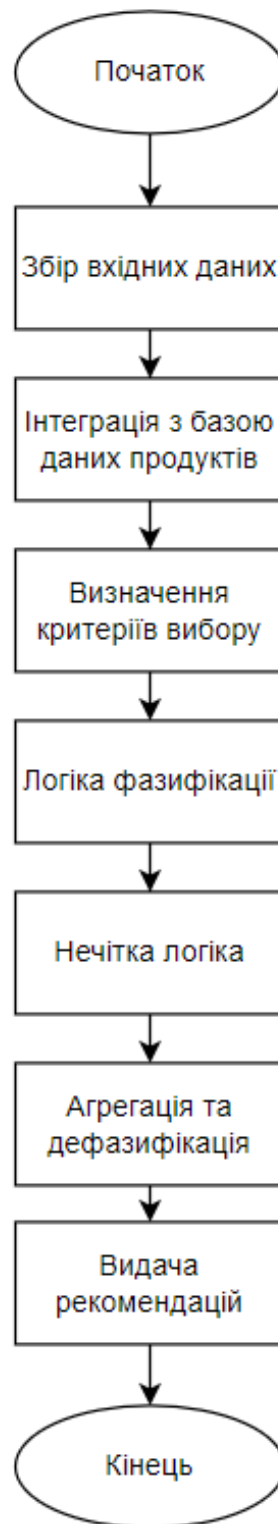 Початок
Збір вхідних даних
Інтеграція з базою
даних продуктів
Визначення
критеріїв вибору
Логіка фазифікації
Нечітка логіка
Агрегація та
дефазифікація
Видача
рекомендацій
Кінець